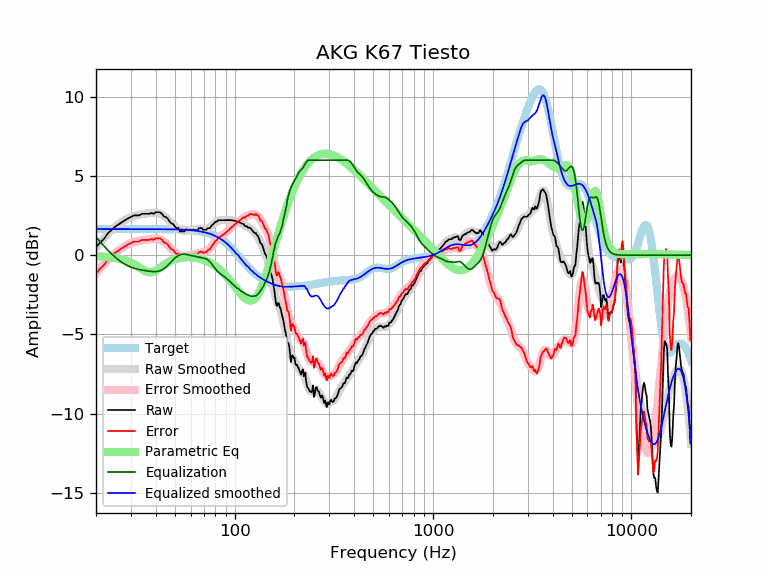 AKG K67 Tiesto
10
5
0
−5
−10
−15
Amplitude (dBr)
Target
Raw Smoothed
Error Smoothed
Raw
Error
Parametric Eq
Equalization
Equalized smoothed
100
1000
10000
Frequency (Hz)